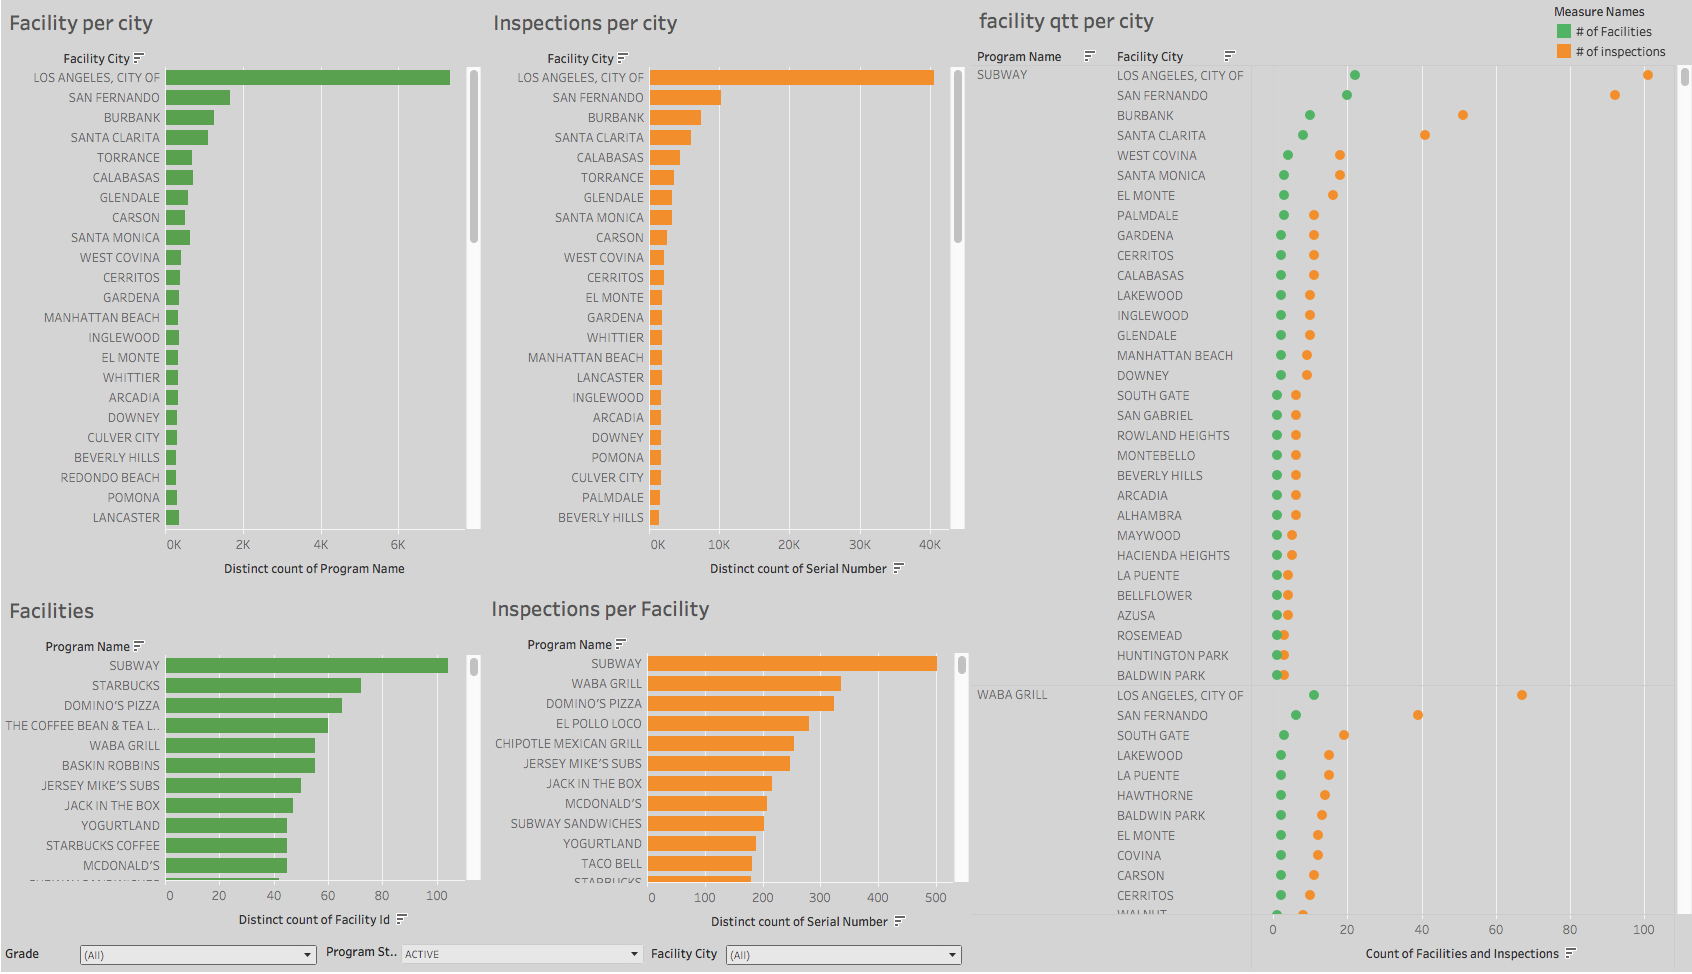 Facility per city
Facility City
LOS ANGELES, CITY OF
SAN FERNANDO
BURBANK
SANTA CLARITA
TORRANCE
CALABASAS
GLENDALE
CARSON
SANTA MONICA
WEST COVINA
CERRITOS
GARDENA
MANHATTAN BEACH
INGLEWOOD
EL MONTE
WHITTIER
ARCADIA
DOWNEY
CULVER CITY
BEVERLY HILLS
REDONDO BEACH
POMONA
LANCASTER
0K 2K 4K 6K
Distinct count of Program Name
Inspections per city
Facility City
LOS ANGELES, CITY OF
SAN FERNANDO
BURBANK
SANTA CLARITA
CALABASAS
TORRANCE
GLENDALE
SANTA MONICA
CARSON
WEST COVINA
CERRITOS
EL MONTE
GARDENA
WHITTIER
MANHATTAN BEACH
LANCASTER
INGLEWOOD
ARCADIA
DOWNEY
POMONA
CULVER CITY
PALMDALE
BEVERLY HILLS
0K 10K 20K 30K 40K
Distinct count of Serial Number
Facilities
Program Name
SUBWAY
STARBUCKS
DOMINO'S PIZZA
THE COFFEE BEAN & TEA L..
WABA GRILL
BASKIN ROBBINS
JERSEY MIKE'S SUBS
JACK IN THE BOX
YOGURTLAND
STARBUCKS COFFEE
MCDONALD'S
0 20 40 60 80 100
Distinct count of Facility Id
Inspections per Facility
Program Name
SUBWAY
WABA GRILL
DOMINO'S PIZZA
EL POLLO LOCO
CHIPOTLE MEXICAN GRILL
JERSEY MIKE'S SUBS
JACK IN THE BOX
MCDONALD'S
SUBWAY SANDWICHES
YOGURTLAND
TACO BELL
STARBUCKS
0 100 200 300 400 500
Distinct count of Serial Number
facility qtt per city
Measure Names
# of Facilities
# of inspections
Program Name Facility City
SUBWAY LOS ANGELES, CITY OF
SAN FERNANDO
BURBANK
SANTA CLARITA
WEST COVINA
SANTA MONICA
EL MONTE
PALMDALE
GARDENA
CERRITOS
CALABASAS
LAKEWOOD
INGLEWOOD
GLENDALE
MANHATTAN BEACH
DOWNEY
SOUTH GATE
SAN GABRIEL
ROWLAND HEIGHTS
MONTEBELLO
BEVERLY HILLS
ARCADIA
ALHAMBRA
MAYWOOD
HACIENDA HEIGHTS
LA PUENTE
BELLFLOWER
AZUSA
ROSEMEAD
HUNTINGTON PARK
BALDWIN PARK
WABA GRILL LOS ANGELES, CITY OF
SAN FERNANDO
SOUTH GATE
LAKEWOOD
LA PUENTE
HAWTHORNE
BALDWIN PARK
EL MONTE
COVINA
CARSON
CERRITOS
WALNUT
0 20 40 60 80 100
Count of Facilities and Inspections
Grade (All) Program St.. ACTIVE Facility City (All)